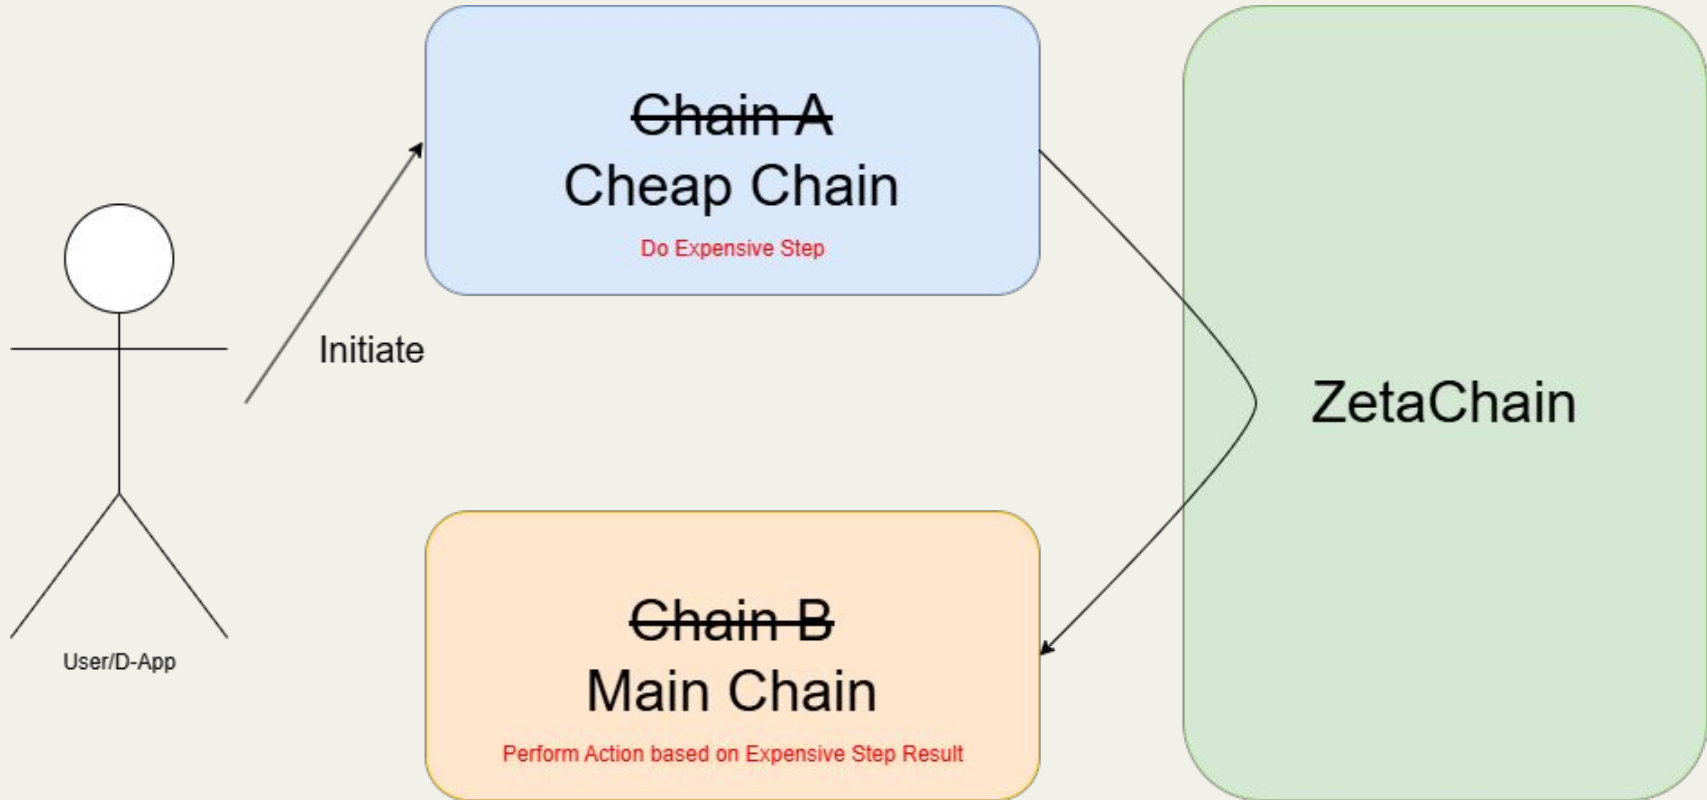 Chain A
Cheap Chain
Do Expensive Step
Initiate
ZetaChain
Chain B
Main Chain
Perform Action based on Expensive Step Result
User/D-App